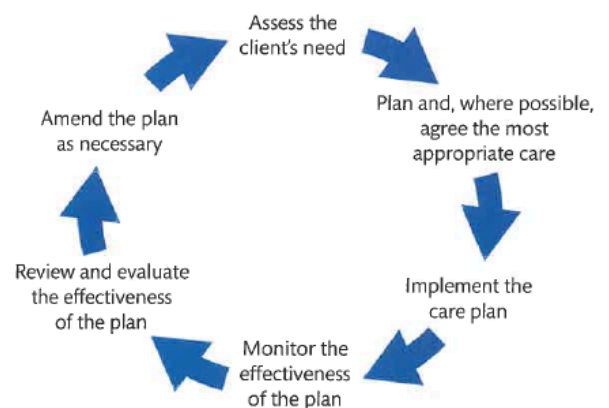 Assess the
client's need
Plan and, where possible,
agree the most
appropriate care
Implement the
care plan
Monitor the
effectiveness
of the plan
Review and evaluate
the effectiveness
of the plan
Amend the plan
as necessary